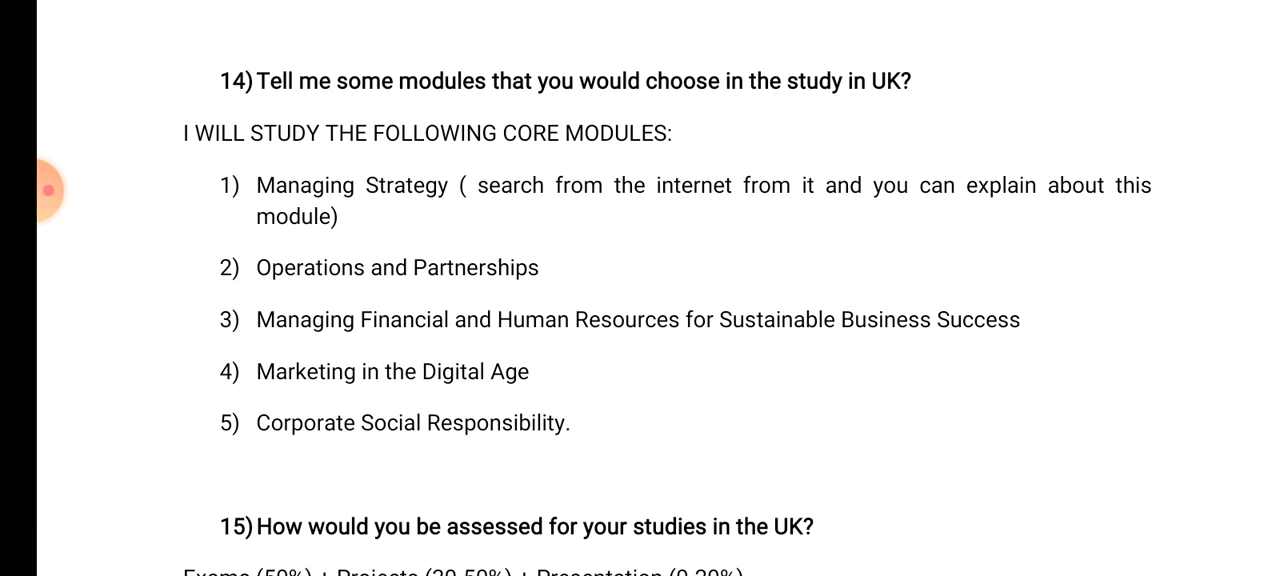 14) Tell me some modules that you would choose in the study in UK?
I WILL STUDY THE FOLLOWING CORE MODULES:
1) Managing Strategy ( search from the internet from it and you can explain about this
module)
2) Operations and Partnerships
3) Managing Financial and Human Resources for Sustainable Business Success
4) Marketing in the Digital Age
5) Corporate Social Responsibility.
15) How would you be assessed for your studies in the UK?